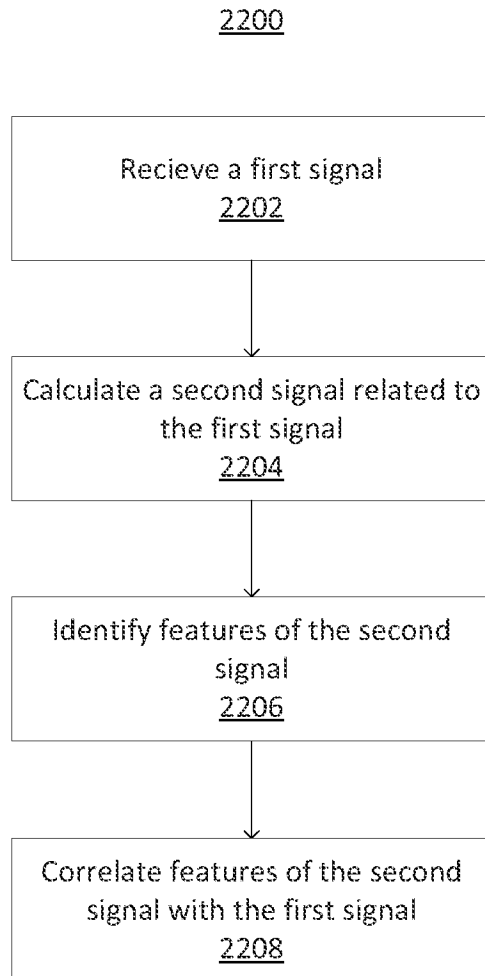 2200
Recieve a first signal
2202
Calculate a second signal related to
the first signal
2204
Identify features of the second
signal
2206
Correlate features of the second
signal with the first signal
2208